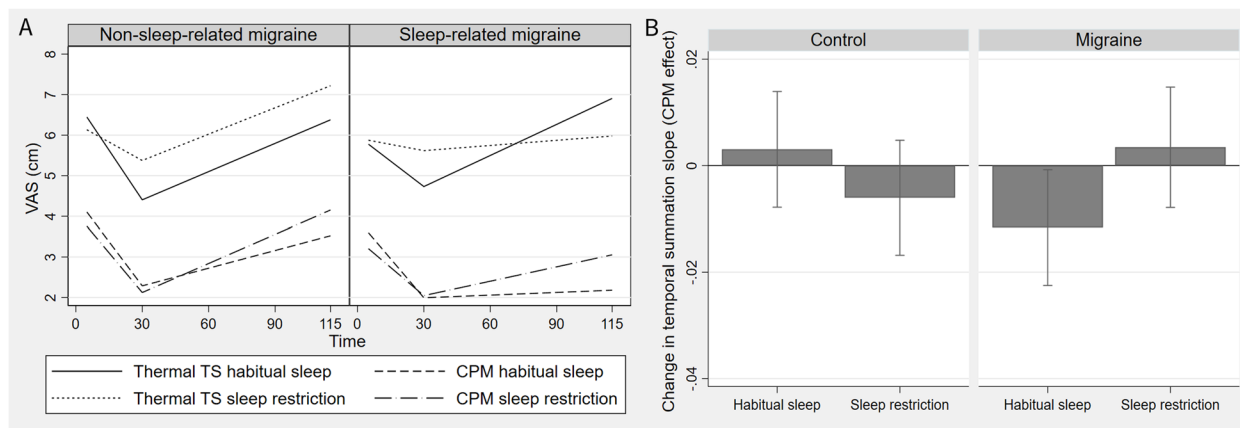 A
Non-sleep-related migraine
Sleep-related migraine
VAS (cm)
8
7
6
5
4
3
2
0 30 60 90 115 0 30 60 90 115
Time
Thermal TS habitual sleep
CPM habitual sleep
Thermal TS sleep restriction
CPM sleep restriction
B
Control
Migraine
Change in temporal summation slope (CPM effect)
.02
0
-.02
-.04
Habitual sleep
Sleep restriction
Habitual sleep
Sleep restriction